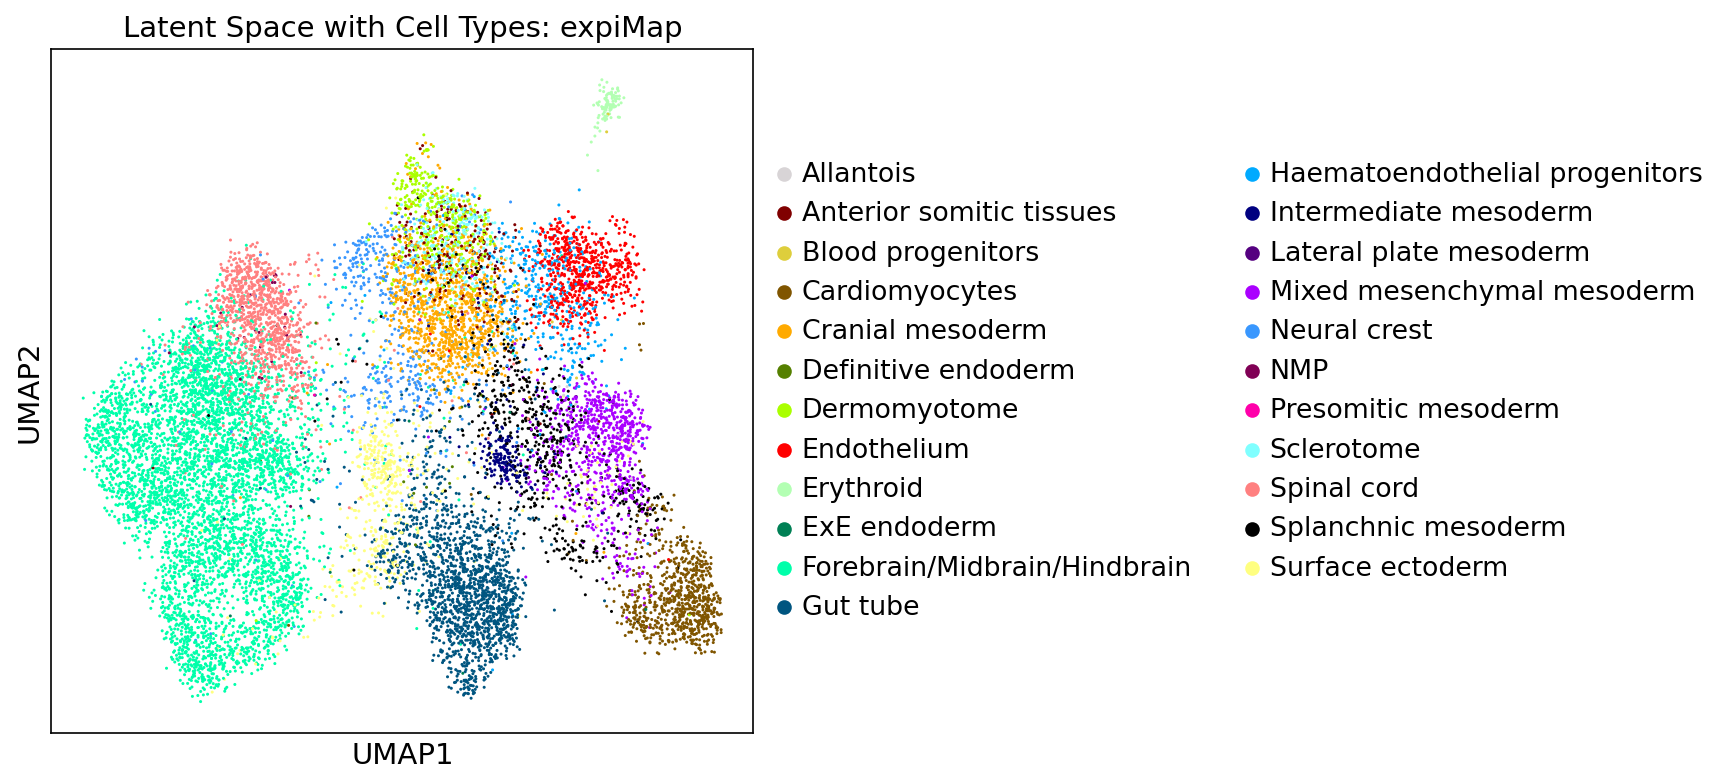 Latent Space with Cell Types: expiMap
UMAP2
UMAP1
Allantois
Anterior somitic tissues
Blood progenitors
Cardiomyocytes
Cranial mesoderm
Definitive endoderm
Dermomyotome
Endothelium
Erythroid
ExE endoderm
Forebrain/Midbrain/Hindbrain
Gut tube
Haematoendothelial progenitors
Intermediate mesoderm
Lateral plate mesoderm
Mixed mesenchymal mesoderm
Neural crest
NMP
Presomitic mesoderm
Sclerotome
Spinal cord
Splanchnic mesoderm
Surface ectoderm